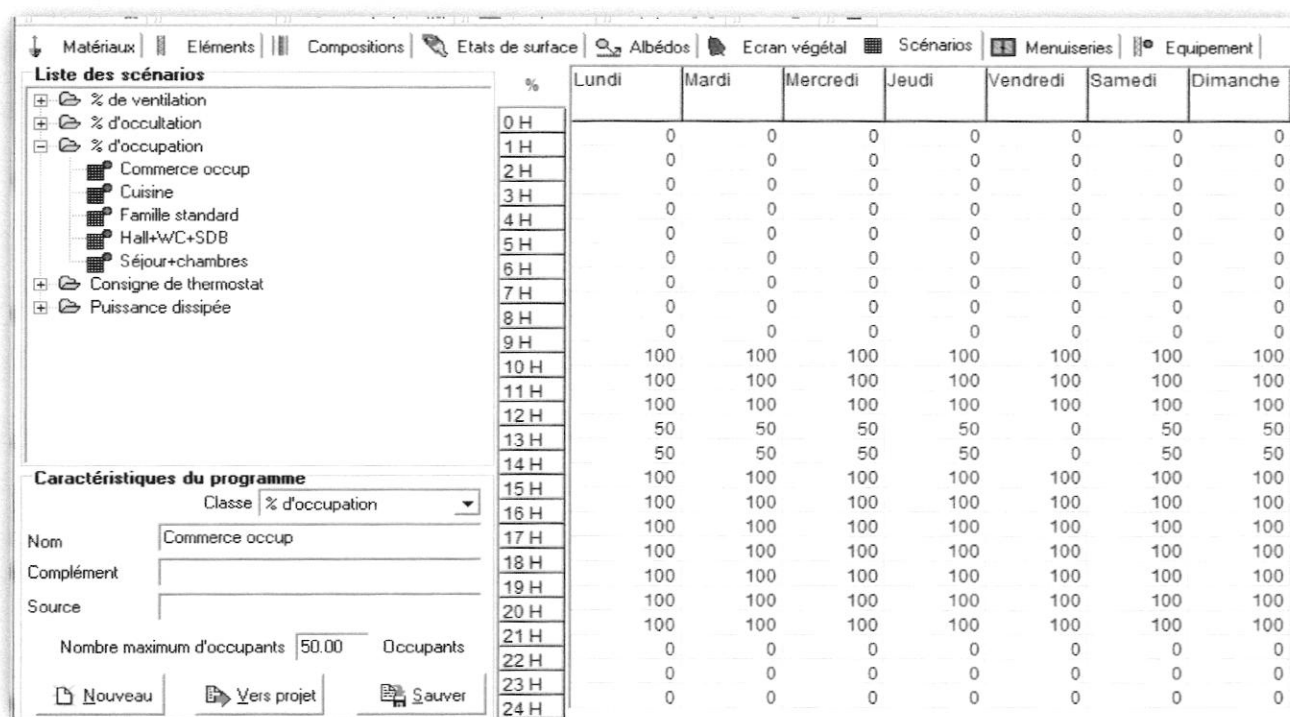 Matériaux Eléments Compositions Etats de surface Albédos Ecran végétal Scénarios Menuiseries Equipement
Liste des scénarios
% de ventilation
% d'occultation
% d'occupation
Commerce occup
Cuisine
Famille standard
Hall+WC+SDB
Séjour+chambres
Consigne de thermostat
Puissance dissipée
Caractéristiques du programme
Classe % d'occupation
Nom Commerce occup
Complément
Source
Nombre maximum d'occupants 50.00 Occupants
Nouveau Vers projet Sauver
% Lundi Mardi Mercredi Jeudi Vendredi Samedi Dimanche
0 H
0 0 0 0 0 0 0
1 H
0 0 0 0 0 0 0
2 H
0 0 0 0 0 0 0
3 H
0 0 0 0 0 0 0
4 H
0 0 0 0 0 0 0
5 H
0 0 0 0 0 0 0
6 H
0 0 0 0 0 0 0
7 H
0 0 0 0 0 0 0
8 H
0 0 0 0 0 0 0
9 H
100 100 100 100 100 100 100
10 H
100 100 100 100 100 100 100
11 H
100 100 100 100 100 100 100
12 H
50 50 50 50 0 50 50
13 H
50 50 50 50 0 50 50
14 H
100 100 100 100 100 100 100
15 H
100 100 100 100 100 100 100
16 H
100 100 100 100 100 100 100
17 H
100 100 100 100 100 100 100
18 H
100 100 100 100 100 100 100
19 H
100 100 100 100 100 100 100
20 H
100 100 100 100 100 100 100
21 H
0 0 0 0 0 0 0
22 H
0 0 0 0 0 0 0
23 H
0 0 0 0 0 0 0
24 H